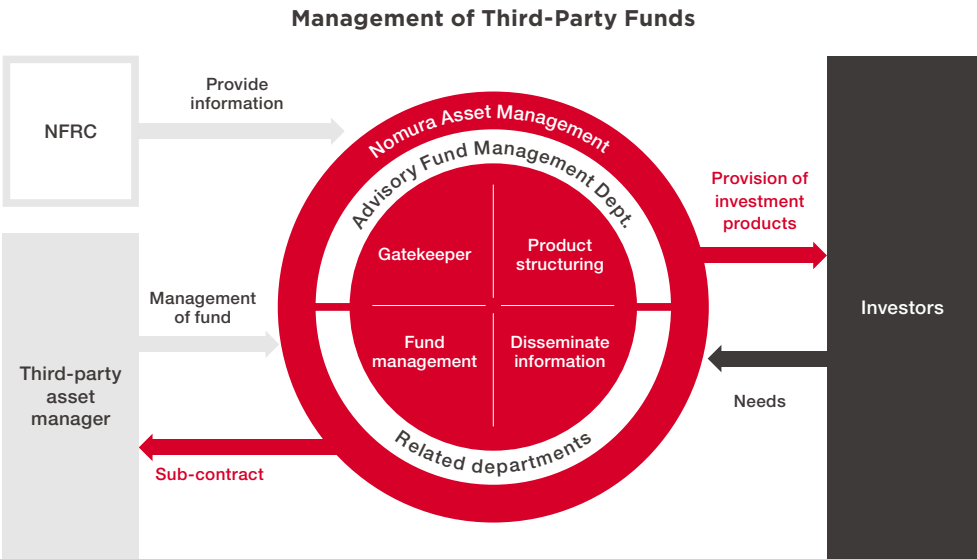 Management of Third-Party Funds
NFRC
Provide
information
Nomura Asset Management
Advisory Fund Management Dept.
Gatekeeper
Product
structuring
Fund
management
Disseminate
information
Related departments
Third-party
asset
manager
Management
of fund
Sub-contract
Provision of
investment
products
Investors
Needs